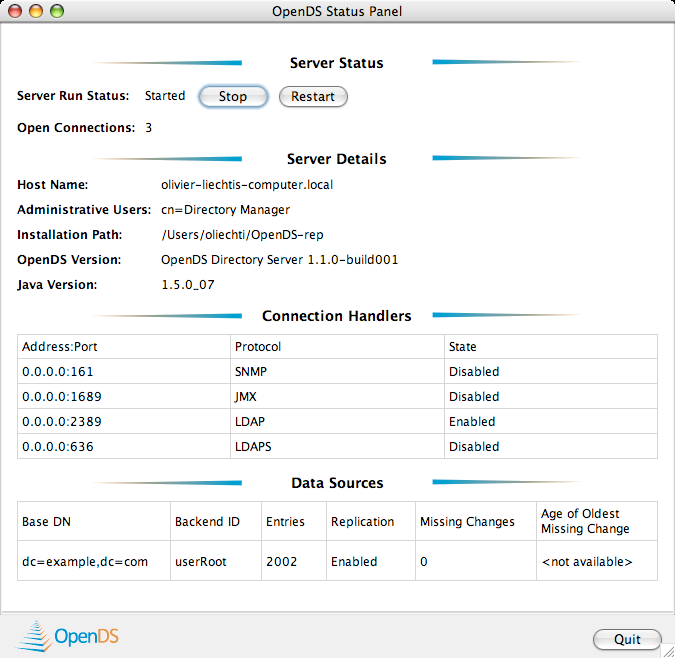 OpenDS Status Panel
Server Status
Server Run Status: Started Stop Restart
Open Connections: 3
Server Details
Host Name: olivier-liechtis-computer.local
Administrative Users: cn=Directory Manager
Installation Path: /Users/oliechti/OpenDS-rep
OpenDS Version: OpenDS Directory Server 1.1.0-build001
Java Version: 1.5.0_07
Connection Handlers
Address:Port Protocol State
0.0.0.0:161 SNMP Disabled
0.0.0.0:1689 JMX Disabled
0.0.0.0:2389 LDAP Enabled
0.0.0.0:636 LDAPS Disabled
Data Sources
Base DN Backend ID Entries Replication Missing Changes Age of Oldest
Missing Change
dc=example,dc=com userRoot 2002 Enabled 0 <not available>
OpenDS Quit